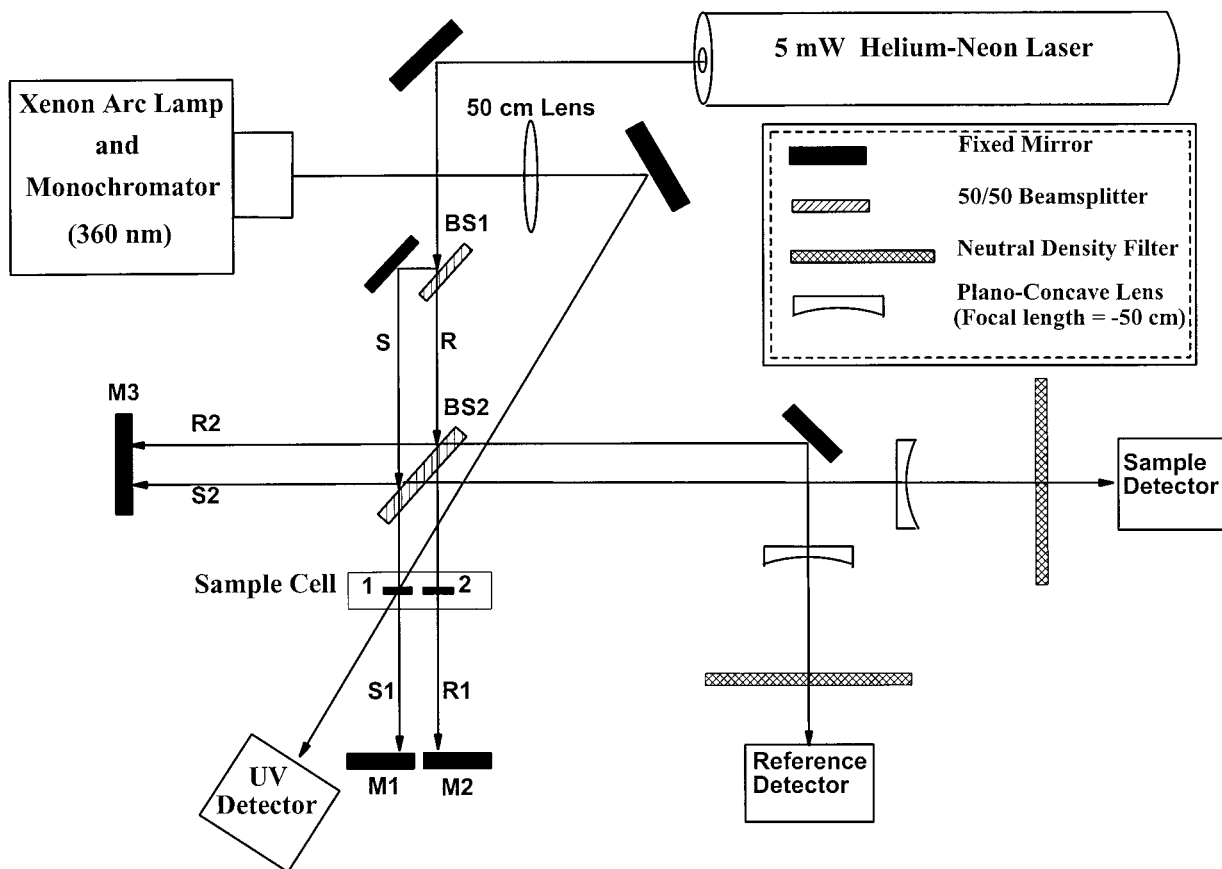 5 mW Helium-Neon Laser
Xenon Arc Lamp
and
Monochromator
(360 nm)
50 cm Lens
Fixed Mirror
50/50 Beamsplitter
Neutral Density Filter
Plano-Concave Lens
(Focal length = -50 cm)
BS1
S
R
M3
R2
BS2
S2
Sample
Detector
Sample Cell
1
2
S1
R1
UV
Detector
M1
M2
Reference
Detector